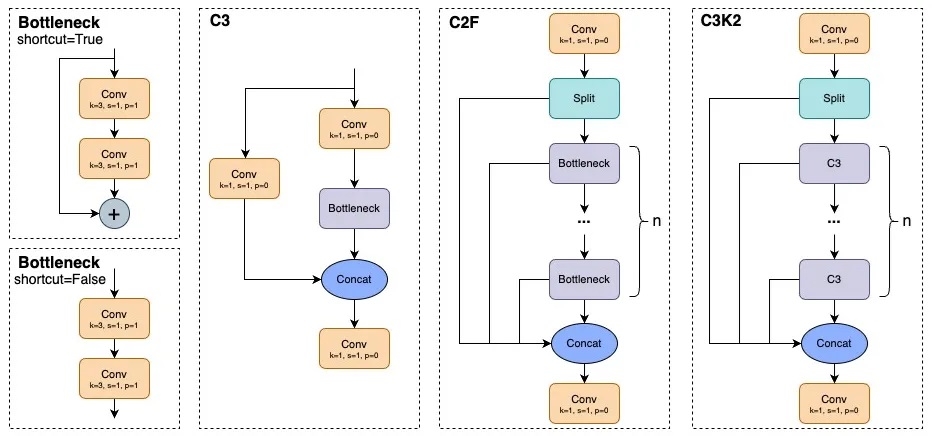 Bottleneck
shortcut=True
Conv
k=3, s=1, p=1
Conv
k=3, s=1, p=1
+
Bottleneck
shortcut=False
Conv
k=3, s=1, p=1
Conv
k=3, s=1, p=1
C3
Conv
k=1, s=1, p=0
Conv
k=1, s=1, p=0
Bottleneck
Concat
Conv
k=1, s=1, p=0
C2F
Conv
k=1, s=1, p=0
Split
Bottleneck
...
n
Bottleneck
Concat
Conv
k=1, s=1, p=0
C3K2
Conv
k=1, s=1, p=0
Split
C3
...
n
C3
Concat
Conv
k=1, s=1, p=0